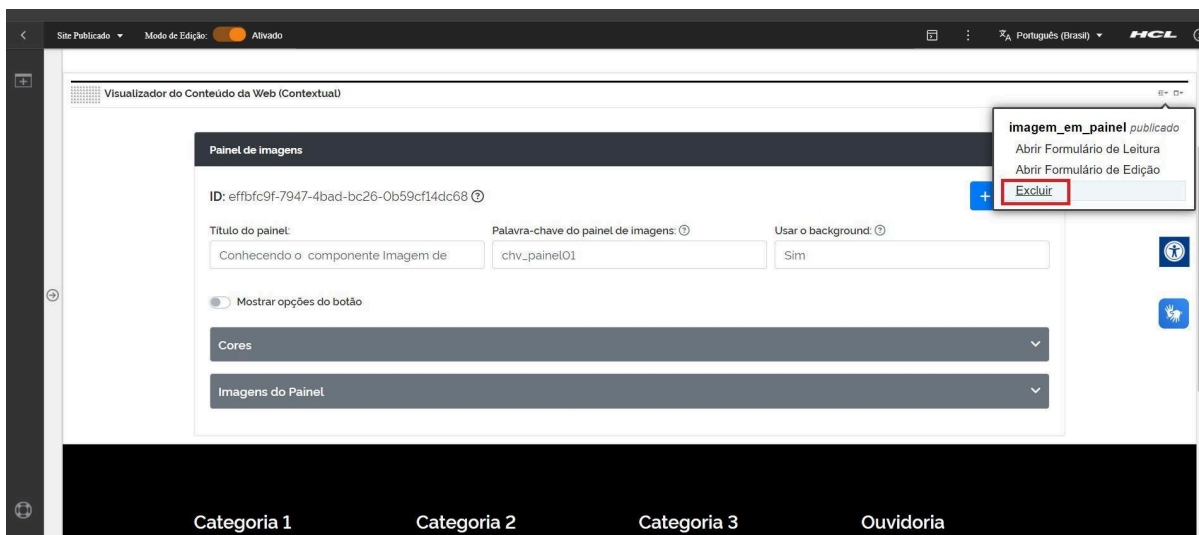 Site Publicado
Modo de Edição:
Ativado
Português (Brasil)
HCL
Visualizador do Conteúdo da Web (Contextual)
imagem_em_painel publicado
Abrir Formulário de Leitura
Abrir Formulário de Edição
Excluir
Painel de imagens
ID: effbfc9f-7947-4bad-bc26-0b59cf14dc68
+
Título do painel:
Palavra-chave do painel de imagens:
Usar o background:
Conhecendo o componente Imagem de
chv_painel01
Sim
Mostrar opções do botão
Cores
Imagens do Painel
Categoria 1
Categoria 2
Categoria 3
Ouvidoria